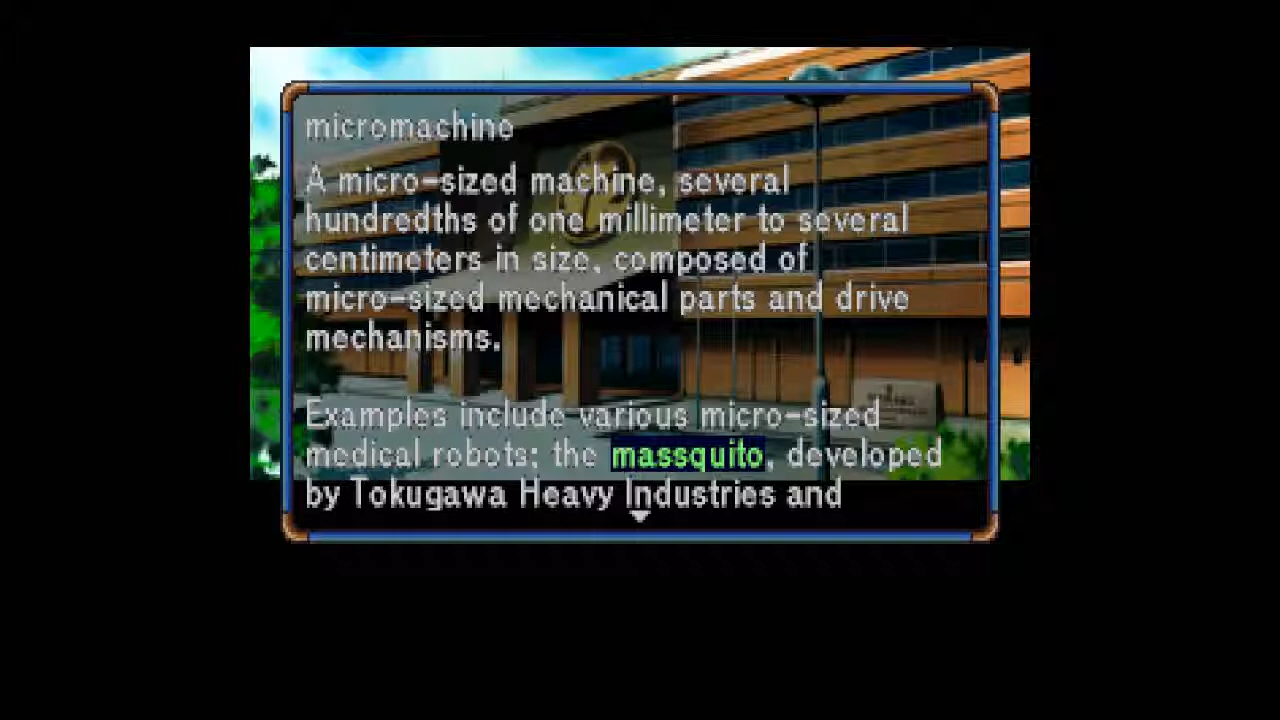 micromachine
A micro-sized machine, several
hundredths of one millimeter to several
centimeters in size, composed of
micro-sized mechanical parts and drive
mechanisms.
Examples include various micro-sized
medical robots: the massquito, developed
by Tokugawa Heavy Industries and